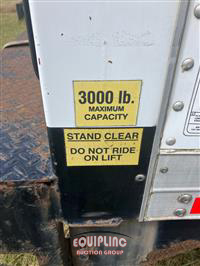 3000 lb.
MAXIMUM
CAPACITY
STAND CLEAR
DO NOT RIDE
ON LIFT
EQUIPLINC
AUCTION GROUP